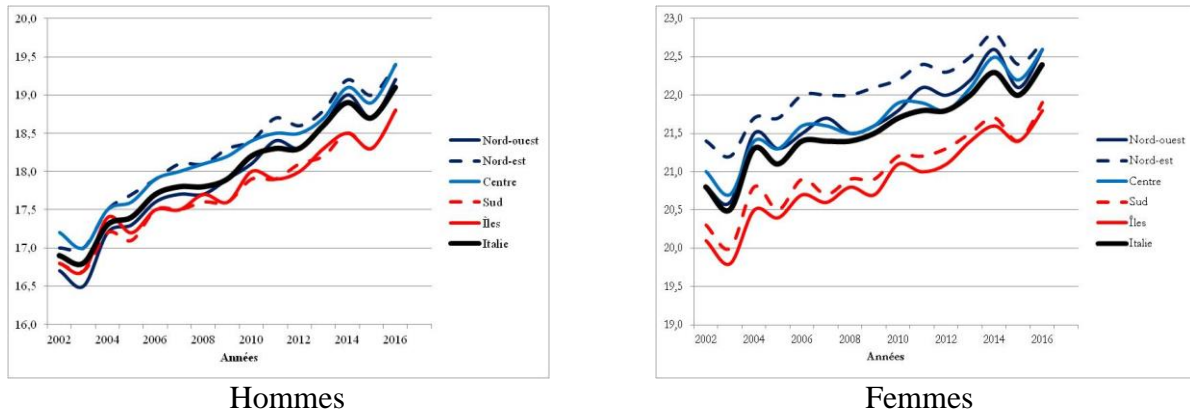 20,0
19,5
19,0
18,5
18,0
17,5
17,0
16,5
16,0
2002 2004 2006 2008 2010 2012 2014 2016
Années
Nord-ouest
Nord-est
Centre
Sud
Îles
Italie
Hommes
23,0
22,5
22,0
21,5
21,0
20,5
20,0
19,5
19,0
2002 2004 2006 2008 2010 2012 2014 2016
Années
Nord-ouest
Nord-est
Centre
Sud
Îles
Italie
Femmes